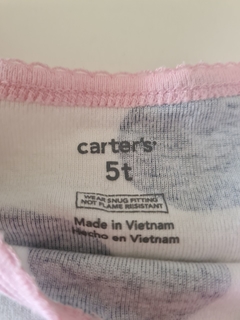 carter's
5t
WEAR SNUG FITTING
NOT FLAME RESISTANT
Made in Vietnam
Hecho en Vietnam